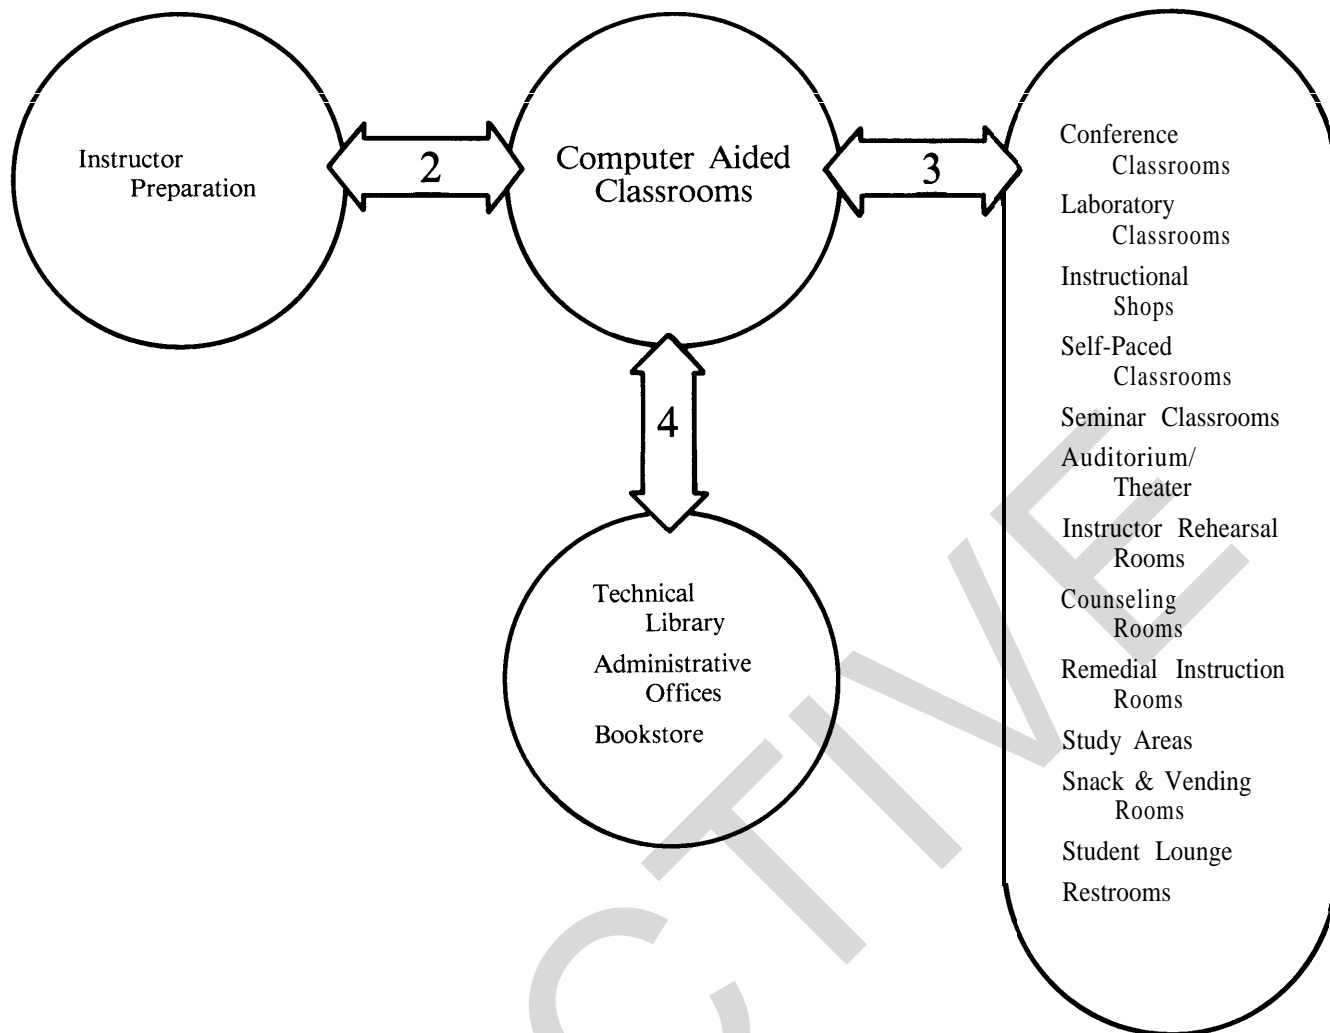 Instructor
Preparation
2
Computer Aided
Classrooms
3
Conference
Classrooms
Laboratory
Classrooms
Instructional
Shops
Self-Paced
Classrooms
Seminar Classrooms
Auditorium/
Theater
Instructor Rehearsal
Rooms
Counseling
Rooms
Remedial Instruction
Rooms
Study Areas
Snack & Vending
Rooms
Student Lounge
Restrooms
4
Technical
Library
Administrative
Offices
Bookstore
CTIVE